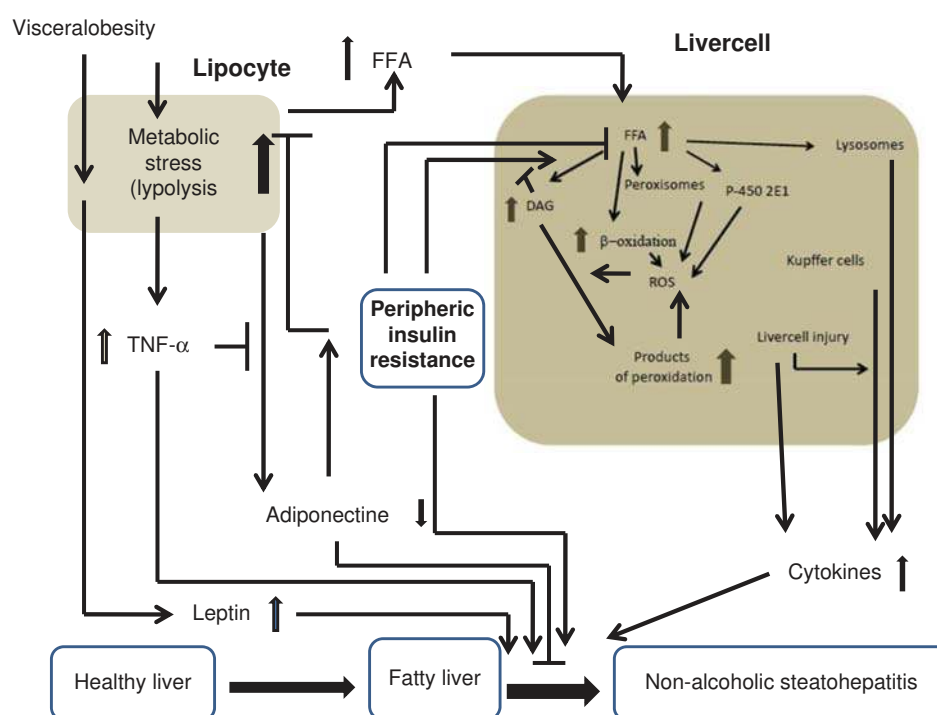 Visceralobesity
Lipocyte
FFA
Livercell
Metabolic
stress
(lypolysis
FFA
Lysosomes
Peroxisomes
P-450 2E1
DAG
β-oxidation
ROS
Kupffer cells
Peripheric
insulin
resistance
TNF-α
Livercell injury
Products
of peroxidation
Adiponectine
Cytokines
Leptin
Healthy liver
Fatty liver
Non-alcoholic steatohepatitis